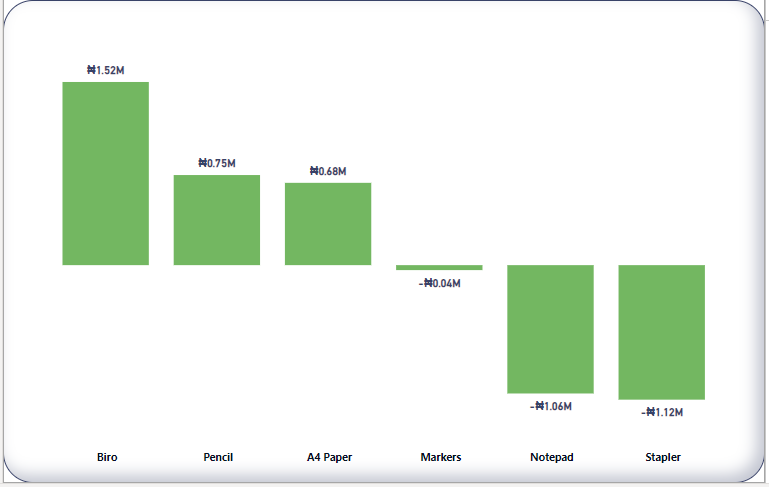 ₦1.52M
₦0.75M
₦0.68M
-₦0.04M
-₦1.06M
-₦1.12M
Biro Pencil A4 Paper Markers Notepad Stapler